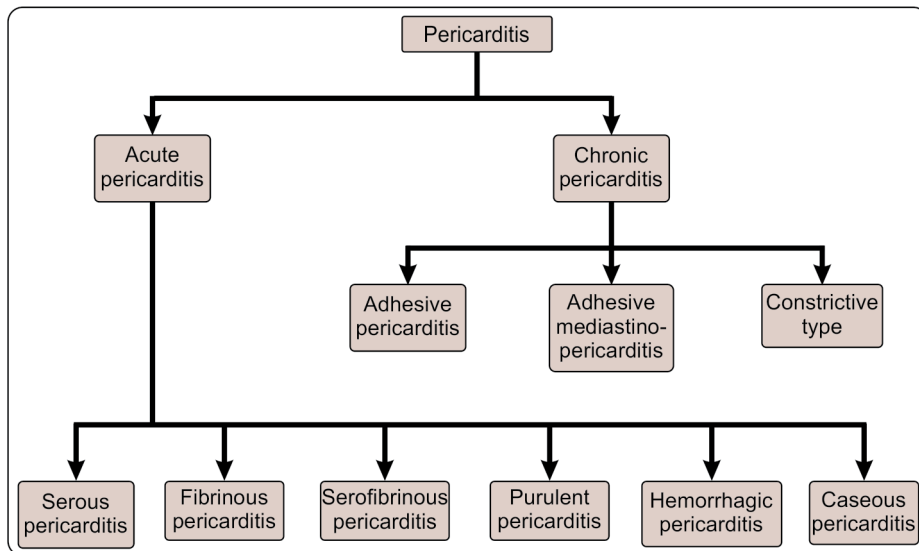 Pericarditis
Acute
pericarditis
Chronic
pericarditis
Adhesive
pericarditis
Adhesive
mediastino-
pericarditis
Constrictive
type
Serous
pericarditis
Fibrinous
pericarditis
Serofibrinous
pericarditis
Purulent
pericarditis
Hemorrhagic
pericarditis
Caseous
pericarditis